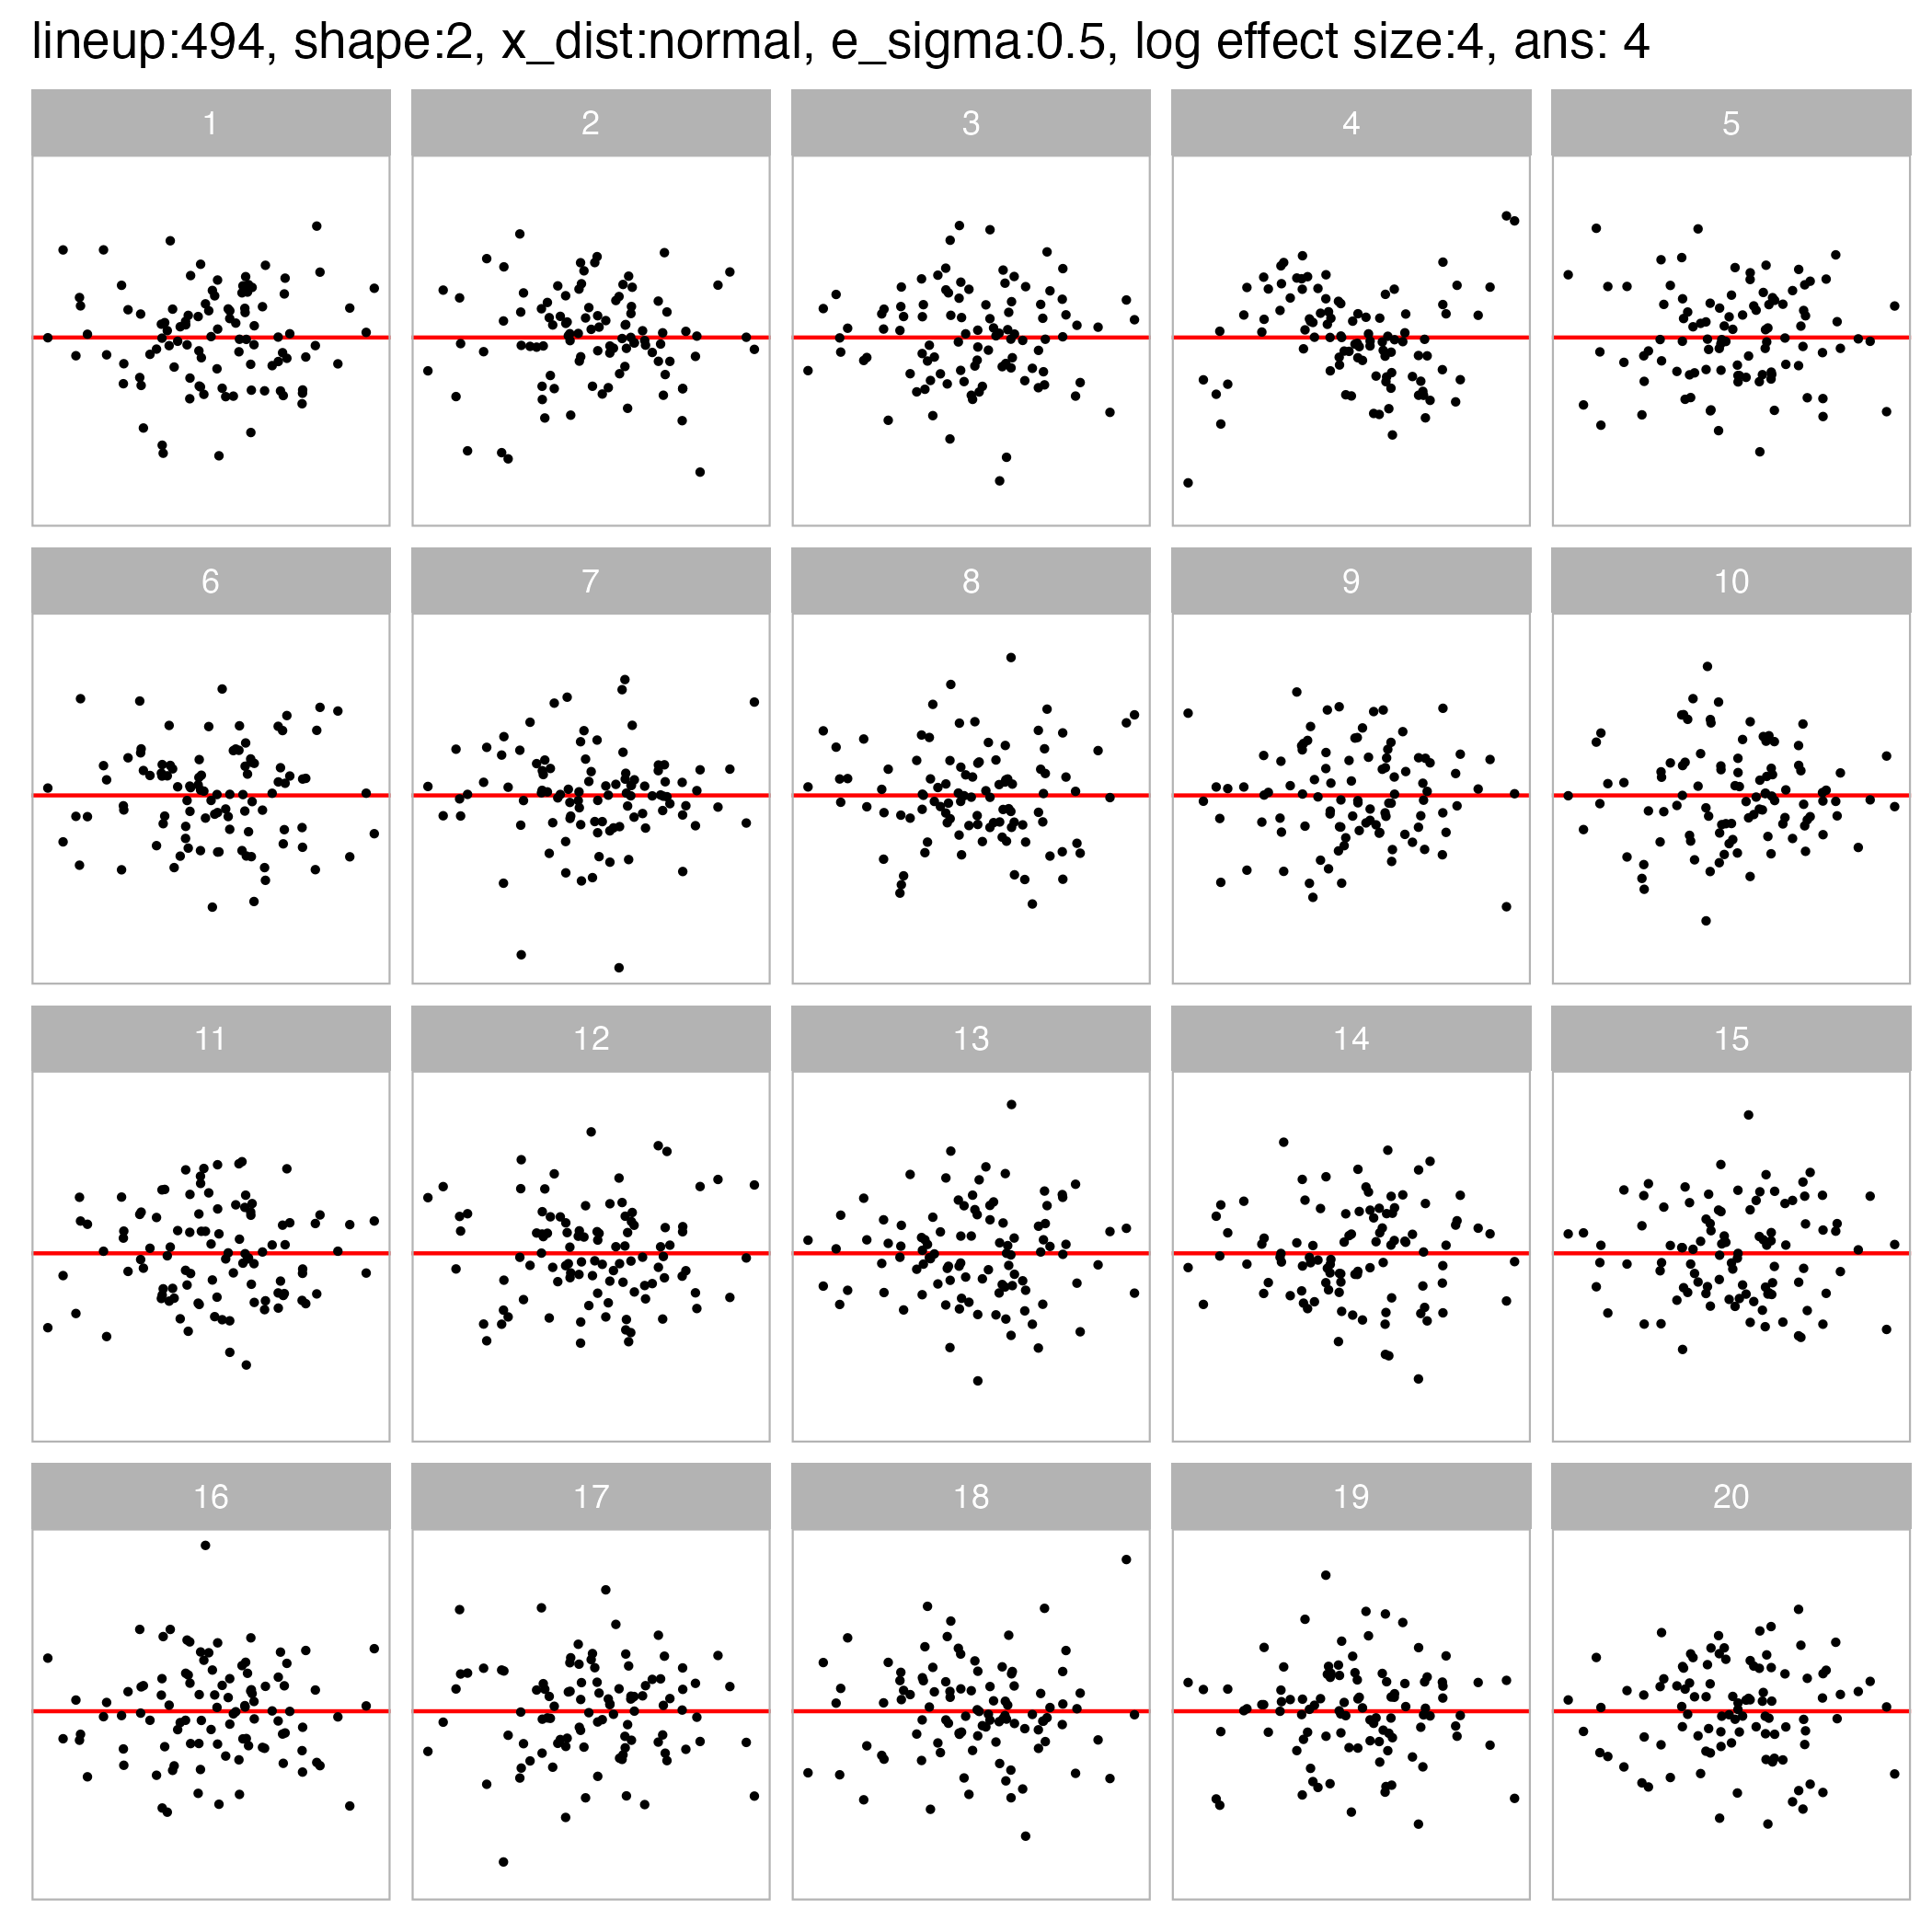 lineup:494, shape:2, x_dist:normal, e_sigma:0.5, log effect size:4, ans: 4
1 2 3 4 5
6 7 8 9 10
11 12 13 14 15
16 17 18 19 20